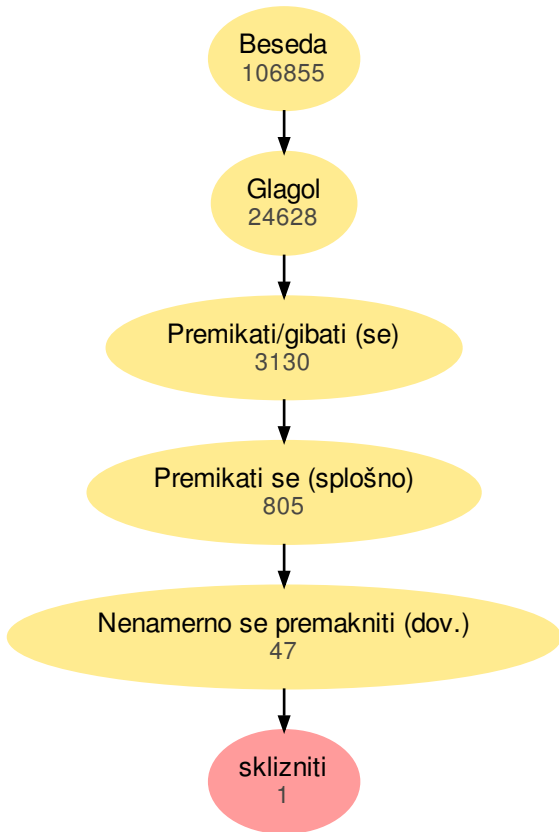 Beseda
106855
Glagol
24628
Premikati/gibati (se)
3130
Premikati se (splošno)
805
Nenamerno se premakniti (dov.)
47
sklizniti
1